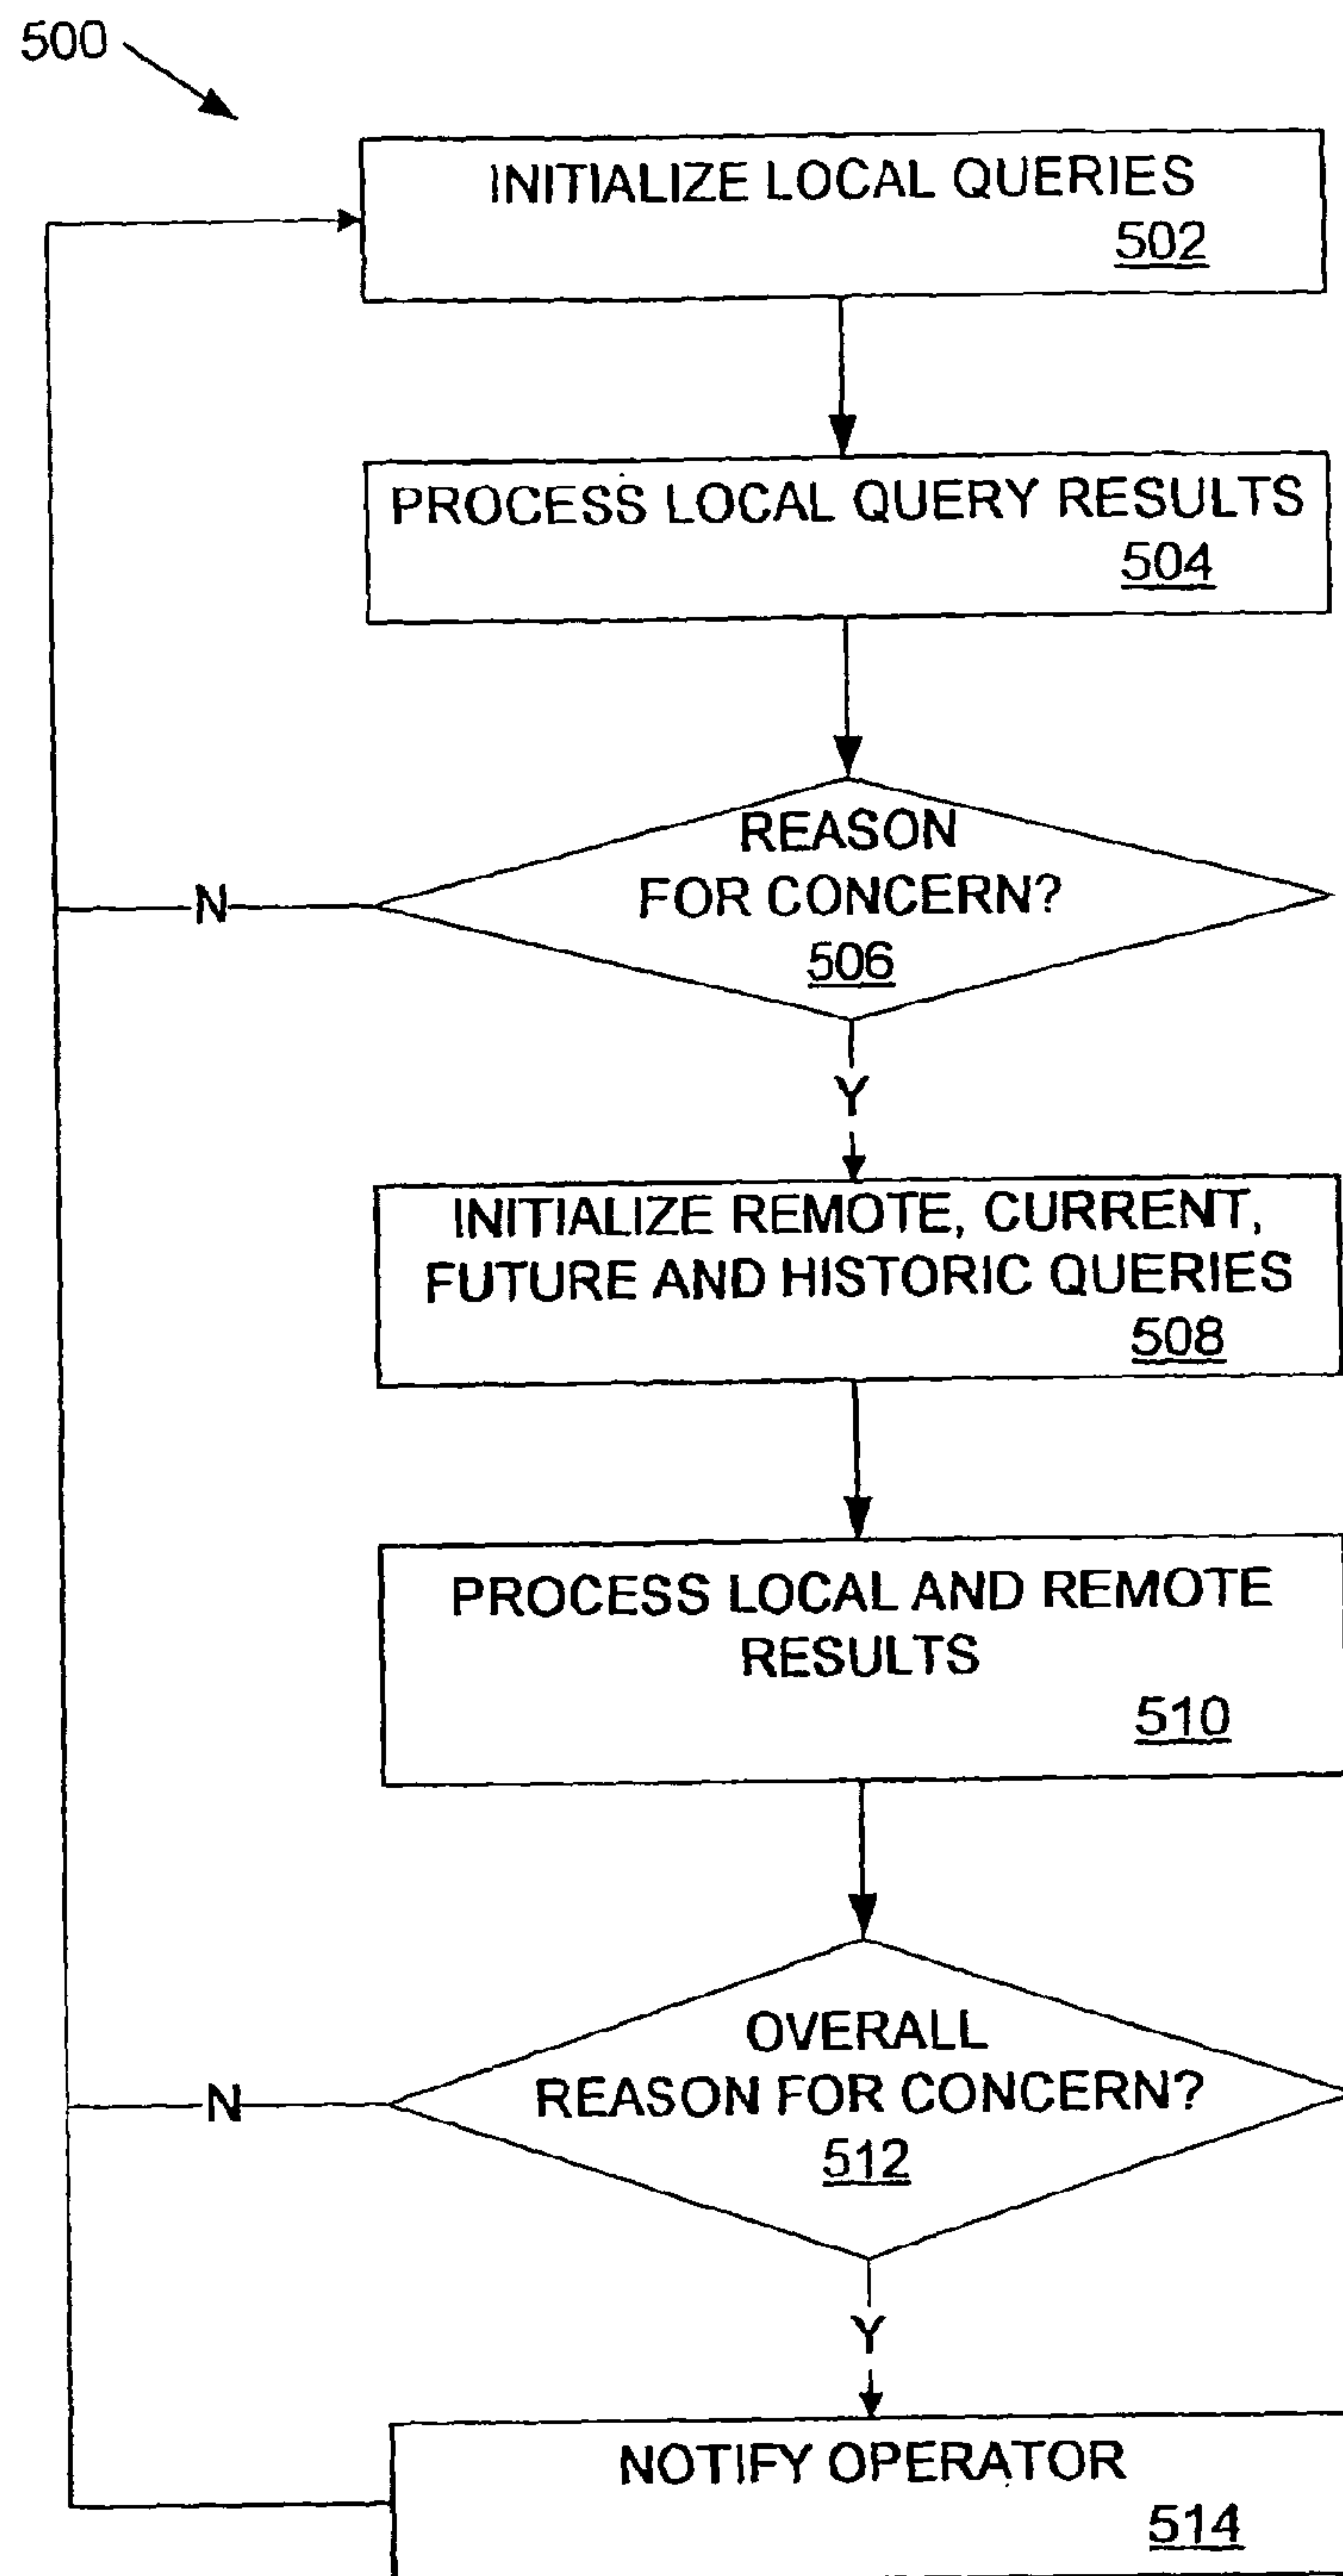 500
INITIALIZE LOCAL QUERIES
502
PROCESS LOCAL QUERY RESULTS
504
REASON
FOR CONCERN?
506
N
Y
INITIALIZE REMOTE, CURRENT,
FUTURE AND HISTORIC QUERIES
508
PROCESS LOCAL AND REMOTE
RESULTS
510
OVERALL
REASON FOR CONCERN?
512
N
Y
NOTIFY OPERATOR
514